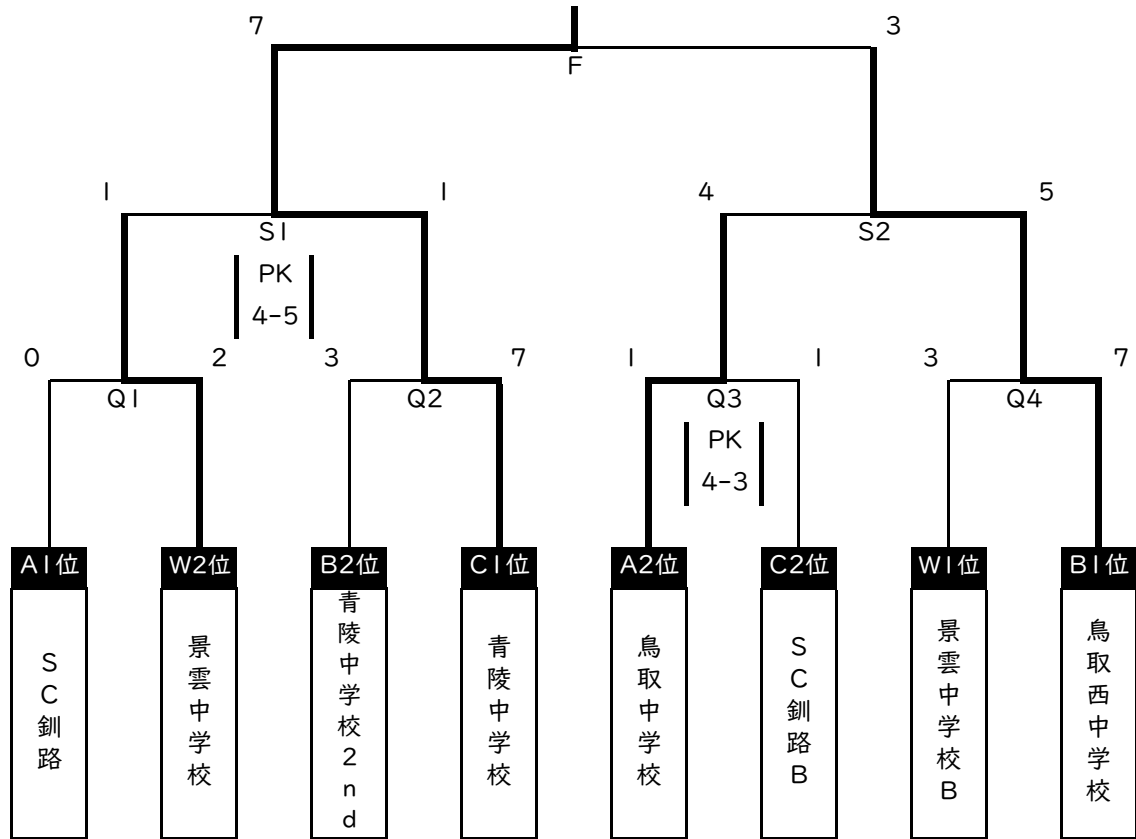 7 3
F
1 1 4 5
S1 S2
PK
4-5
0 2 3 7 1 1 3 7
Q1 Q2 Q3 Q4
PK
4-3
A1位 W2位 B2位 C1位 A2位 C2位 W1位 B1位
SC釧路
景雲中学校
青陵中学校2nd
青陵中学校
鳥取中学校
SC釧路B
景雲中学校B
鳥取西中学校